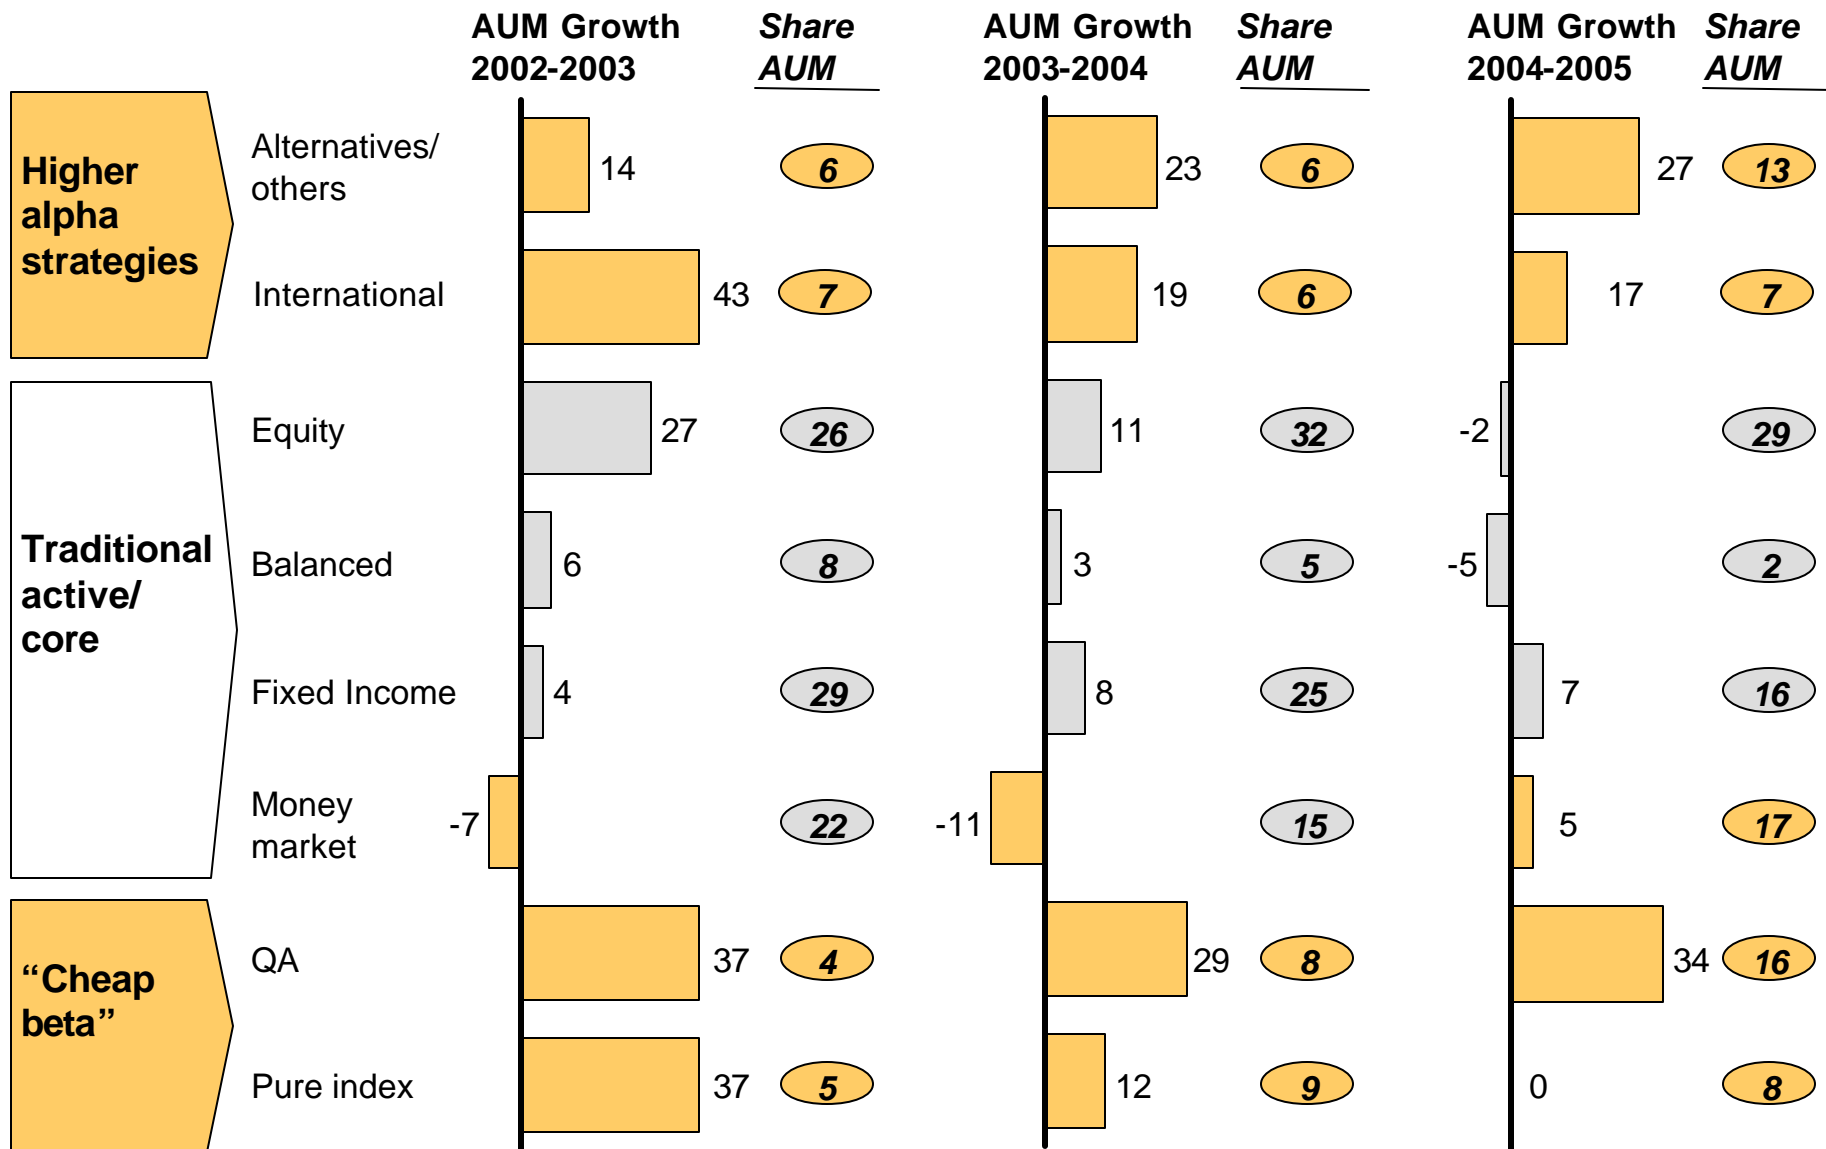 AUM Growth Share AUM Growth Share AUM Growth Share
2002-2003 AUM 2003-2004 AUM 2004-2005 AUM
Higher
alpha
strategies
Alternatives/
others
14 6 23 6 27 13
International 43 7 19 6 17 7
Traditional
active/
core
Equity 27 26 11 32 -2 29
Balanced 6 8 3 5 -5 2
Fixed Income 4 29 8 25 7 16
Money
market
-7 22 -11 15 5 17
“Cheap
beta”
QA 37 4 29 8 34 16
Pure index 37 5 12 9 0 8